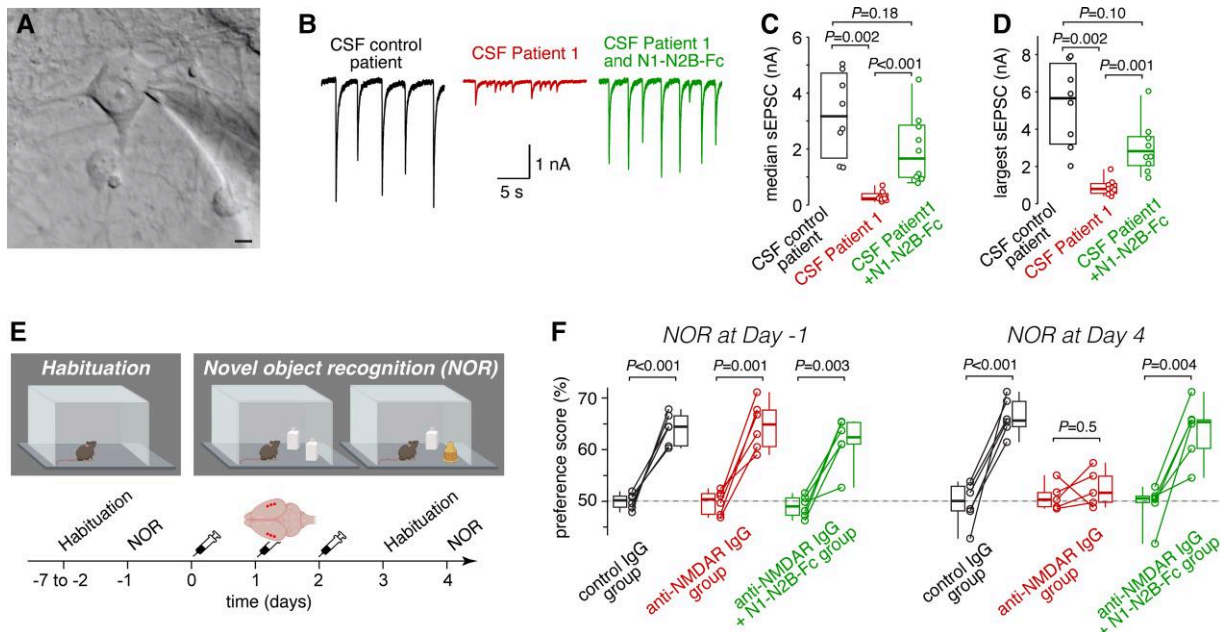 A
B
CSF control
patient
CSF Patient 1
CSF Patient 1
and N1-N2B-Fc
1 nA
5 s
C
P=0.18
P=0.002
P<0.001
median sEPSC (nA)
6
4
2
0
CSF control
patient
CSF Patient 1
CSF Patient1
+N1-N2B-Fc
D
P=0.10
P=0.002
P=0.001
largest sEPSC (nA)
8
6
4
2
0
CSF control
patient
CSF Patient 1
CSF Patient1
+N1-N2B-Fc
E
Habituation
Novel object recognition (NOR)
Habituation
NOR
Habituation
NOR
-7 to -2
-1
0
1
2
3
4
time (days)
F
NOR at Day -1
NOR at Day 4
P<0.001
P=0.001
P=0.003
P<0.001
P=0.5
P=0.004
preference score (%)
70
60
50
control IgG
group
anti-NMDAR IgG
group
anti-NMDAR IgG
+ N1-N2B-Fc group
control IgG
group
anti-NMDAR IgG
group
anti-NMDAR IgG
+ N1-N2B-Fc group